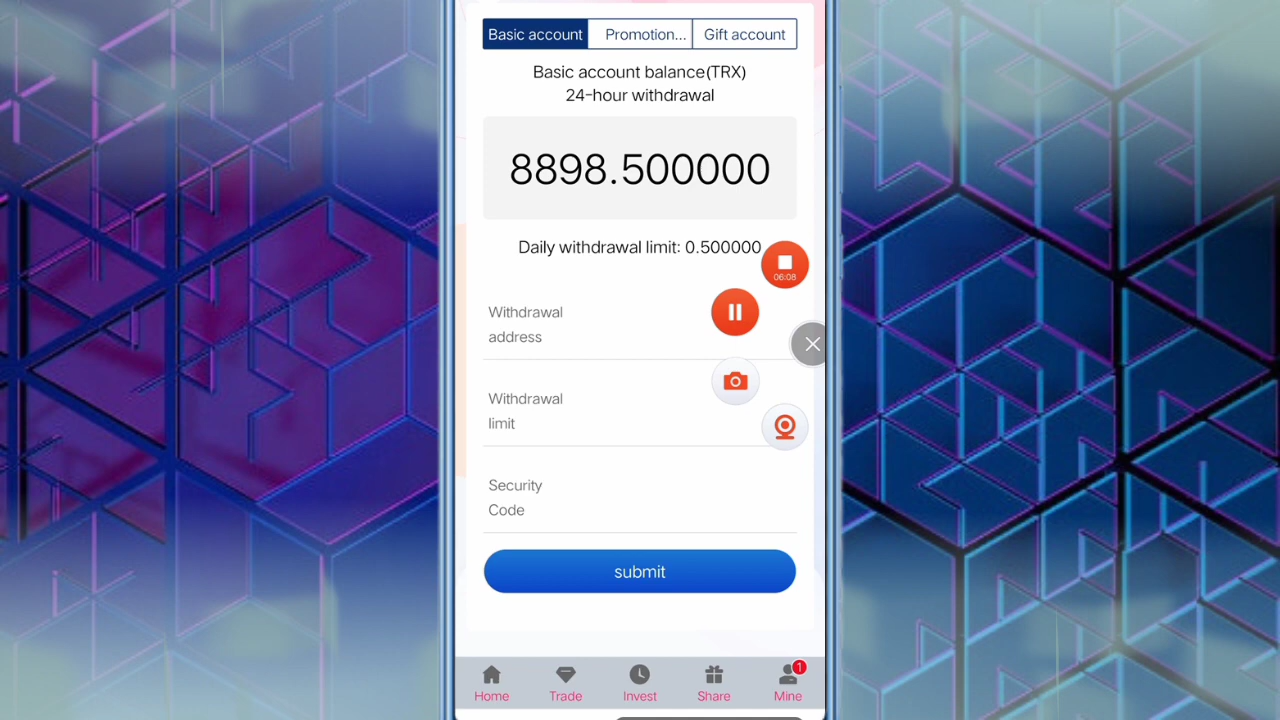 Basic account Promotion... Gift account
Basic account balance(TRX)
24-hour withdrawal
8898.500000
Daily withdrawal limit: 0.500000
06:08
Withdrawal
address
Withdrawal
limit
Security
Code
submit
1
Home Trade Invest Share Mine